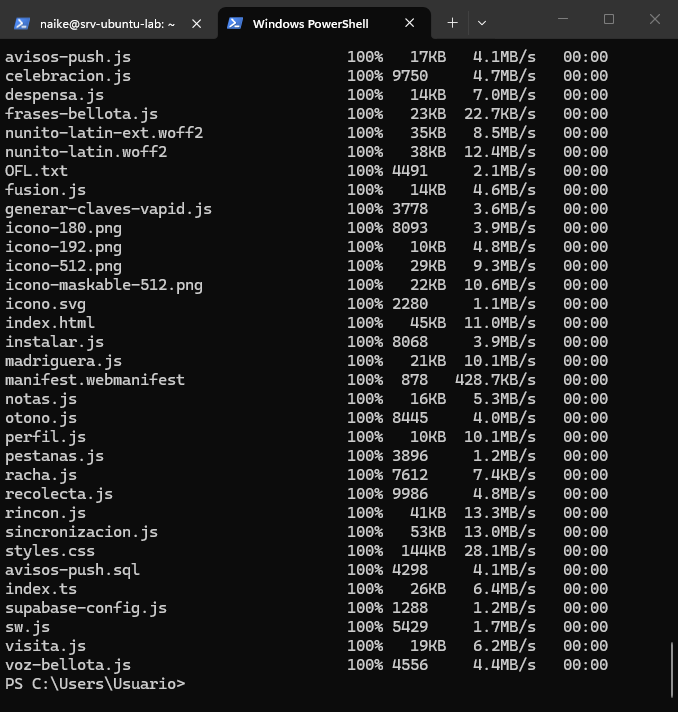 naike@srv-ubuntu-lab: ~ Windows PowerShell
avisos-push.js 100% 17KB 4.1MB/s 00:00
celebracion.js 100% 9750 4.7MB/s 00:00
despensa.js 100% 14KB 7.0MB/s 00:00
frases-bellota.js 100% 23KB 22.7KB/s 00:00
nunito-latin-ext.woff2 100% 35KB 8.5MB/s 00:00
nunito-latin.woff2 100% 38KB 12.4MB/s 00:00
OFL.txt 100% 4491 2.1MB/s 00:00
fusion.js 100% 14KB 4.6MB/s 00:00
generar-claves-vapid.js 100% 3778 3.6MB/s 00:00
icono-180.png 100% 8093 3.9MB/s 00:00
icono-192.png 100% 10KB 4.8MB/s 00:00
icono-512.png 100% 29KB 9.3MB/s 00:00
icono-maskable-512.png 100% 22KB 10.6MB/s 00:00
icono.svg 100% 2280 1.1MB/s 00:00
index.html 100% 45KB 11.0MB/s 00:00
instalar.js 100% 8068 3.9MB/s 00:00
madriguera.js 100% 21KB 10.1MB/s 00:00
manifest.webmanifest 100% 878 428.7KB/s 00:00
notas.js 100% 16KB 5.3MB/s 00:00
otono.js 100% 8445 4.0MB/s 00:00
perfil.js 100% 10KB 10.1MB/s 00:00
pestanas.js 100% 3896 1.2MB/s 00:00
racha.js 100% 7612 7.4KB/s 00:00
recolecta.js 100% 9986 4.8MB/s 00:00
rincon.js 100% 41KB 13.3MB/s 00:00
sincronizacion.js 100% 53KB 13.0MB/s 00:00
styles.css 100% 144KB 28.1MB/s 00:00
avisos-push.sql 100% 4298 4.1MB/s 00:00
index.ts 100% 26KB 6.4MB/s 00:00
supabase-config.js 100% 1288 1.2MB/s 00:00
sw.js 100% 5429 1.7MB/s 00:00
visita.js 100% 19KB 6.2MB/s 00:00
voz-bellota.js 100% 4556 4.4MB/s 00:00
PS C:\Users\Usuario>